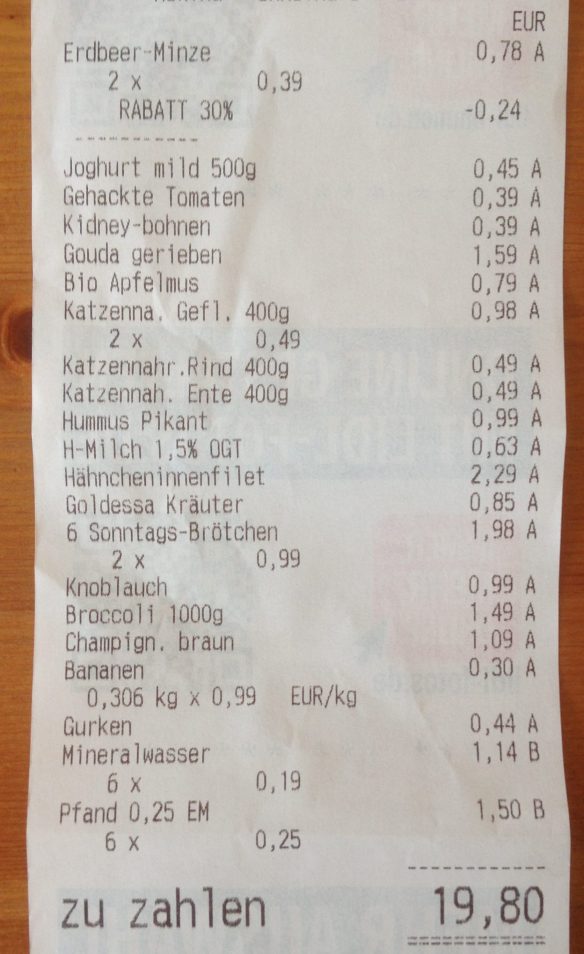 EUR
Erdbeer-Minze 0,78 A
2 x 0,39
RABATT 30% -0,24
Joghurt mild 500g 0,45 A
Gehackte Tomaten 0,39 A
Kidney-bohnen 0,39 A
Gouda gerieben 1,59 A
Bio Apfelmus 0,79 A
Katzenna. Gefl. 400g 0,98 A
2 x 0,49
Katzennahr.Rind 400g 0,49 A
Katzennah. Ente 400g 0,49 A
Hummus Pikant 0,99 A
H-Milch 1,5% OGT 0,63 A
Hähncheninnenfilet 2,29 A
Goldessa Kräuter 0,85 A
6 Sonntags-Brötchen 1,98 A
2 x 0,99
Knoblauch 0,99 A
Broccoli 1000g 1,49 A
Champign. braun 1,09 A
Bananen 0,30 A
0,306 kg x 0,99 EUR/kg
Gurken 0,44 A
Mineralwasser 1,14 B
6 x 0,19
Pfand 0,25 EM 1,50 B
6 x 0,25
zu zahlen 19,80